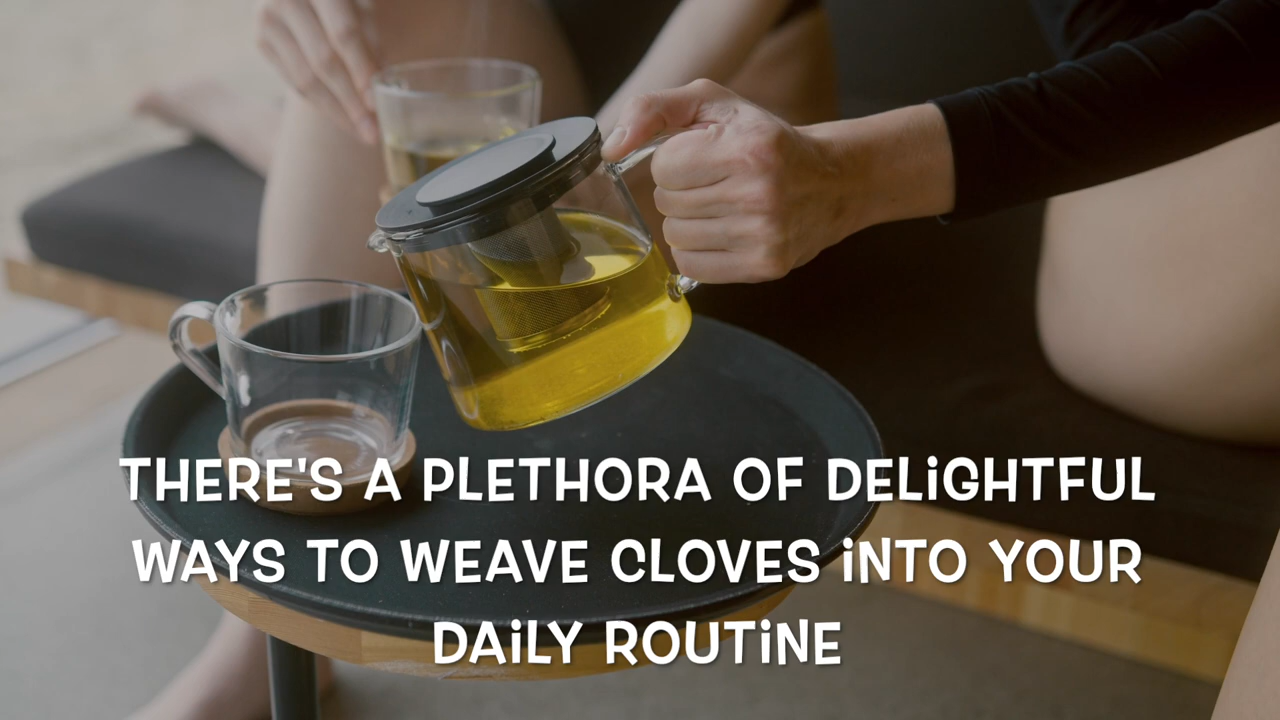 THERE'S A PLETHORA OF DELiGHTFUL
WAYS TO WEAVE CLOVES iNTO YOUR
DAiLY ROUTiNE